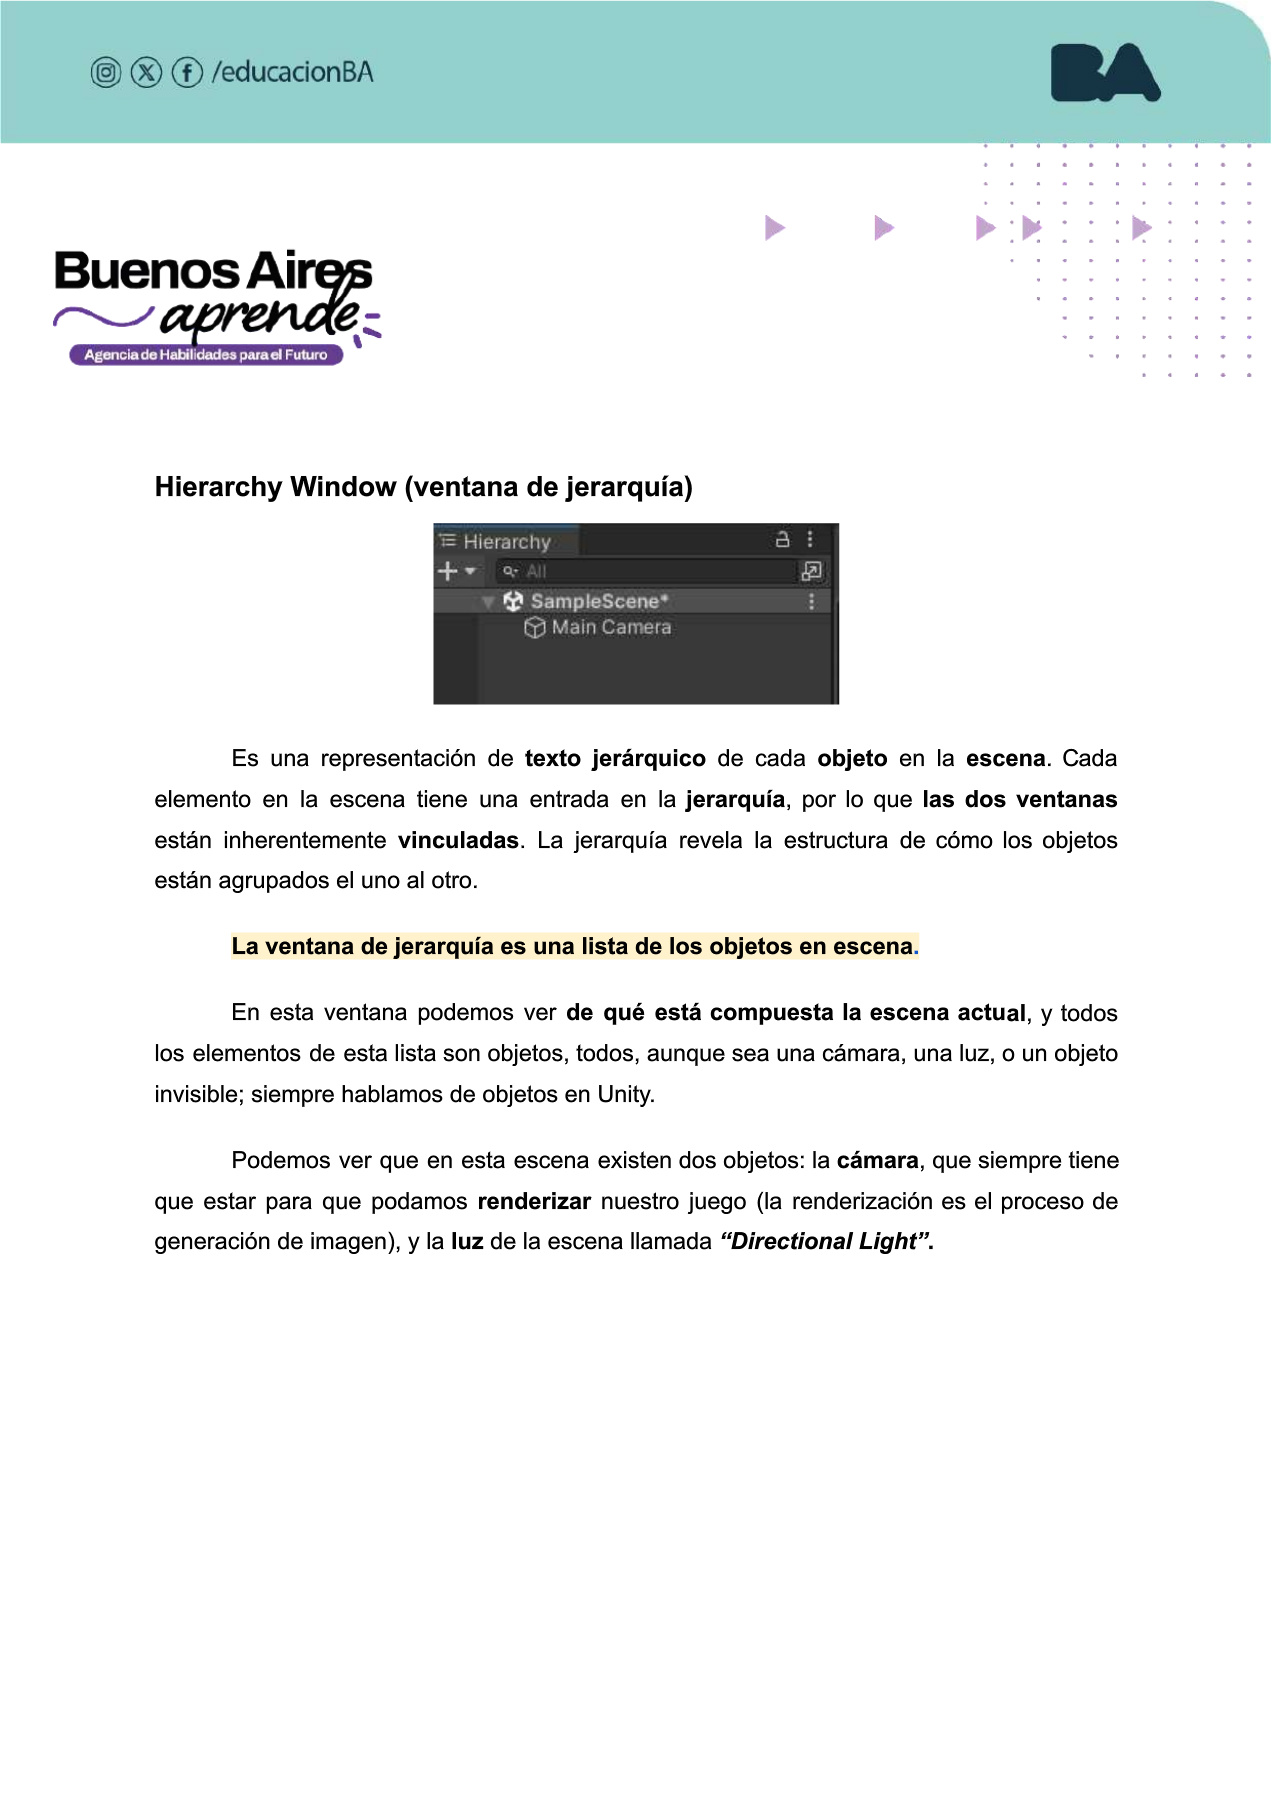 /educacionBA
BA
Buenos Aires
aprende
Agencia de Habilidades para el Futuro
Hierarchy Window (ventana de jerarquía)
Hierarchy
All
SampleScene*
Main Camera
Es una representación de texto jerárquico de cada objeto en la escena. Cada
elemento en la escena tiene una entrada en la jerarquía, por lo que las dos ventanas
están inherentemente vinculadas. La jerarquía revela la estructura de cómo los objetos
están agrupados el uno al otro.
La ventana de jerarquía es una lista de los objetos en escena.
En esta ventana podemos ver de qué está compuesta la escena actual, y todos
los elementos de esta lista son objetos, todos, aunque sea una cámara, una luz, o un objeto
invisible; siempre hablamos de objetos en Unity.
Podemos ver que en esta escena existen dos objetos: la cámara, que siempre tiene
que estar para que podamos renderizar nuestro juego (la renderización es el proceso de
generación de imagen), y la luz de la escena llamada “Directional Light”.